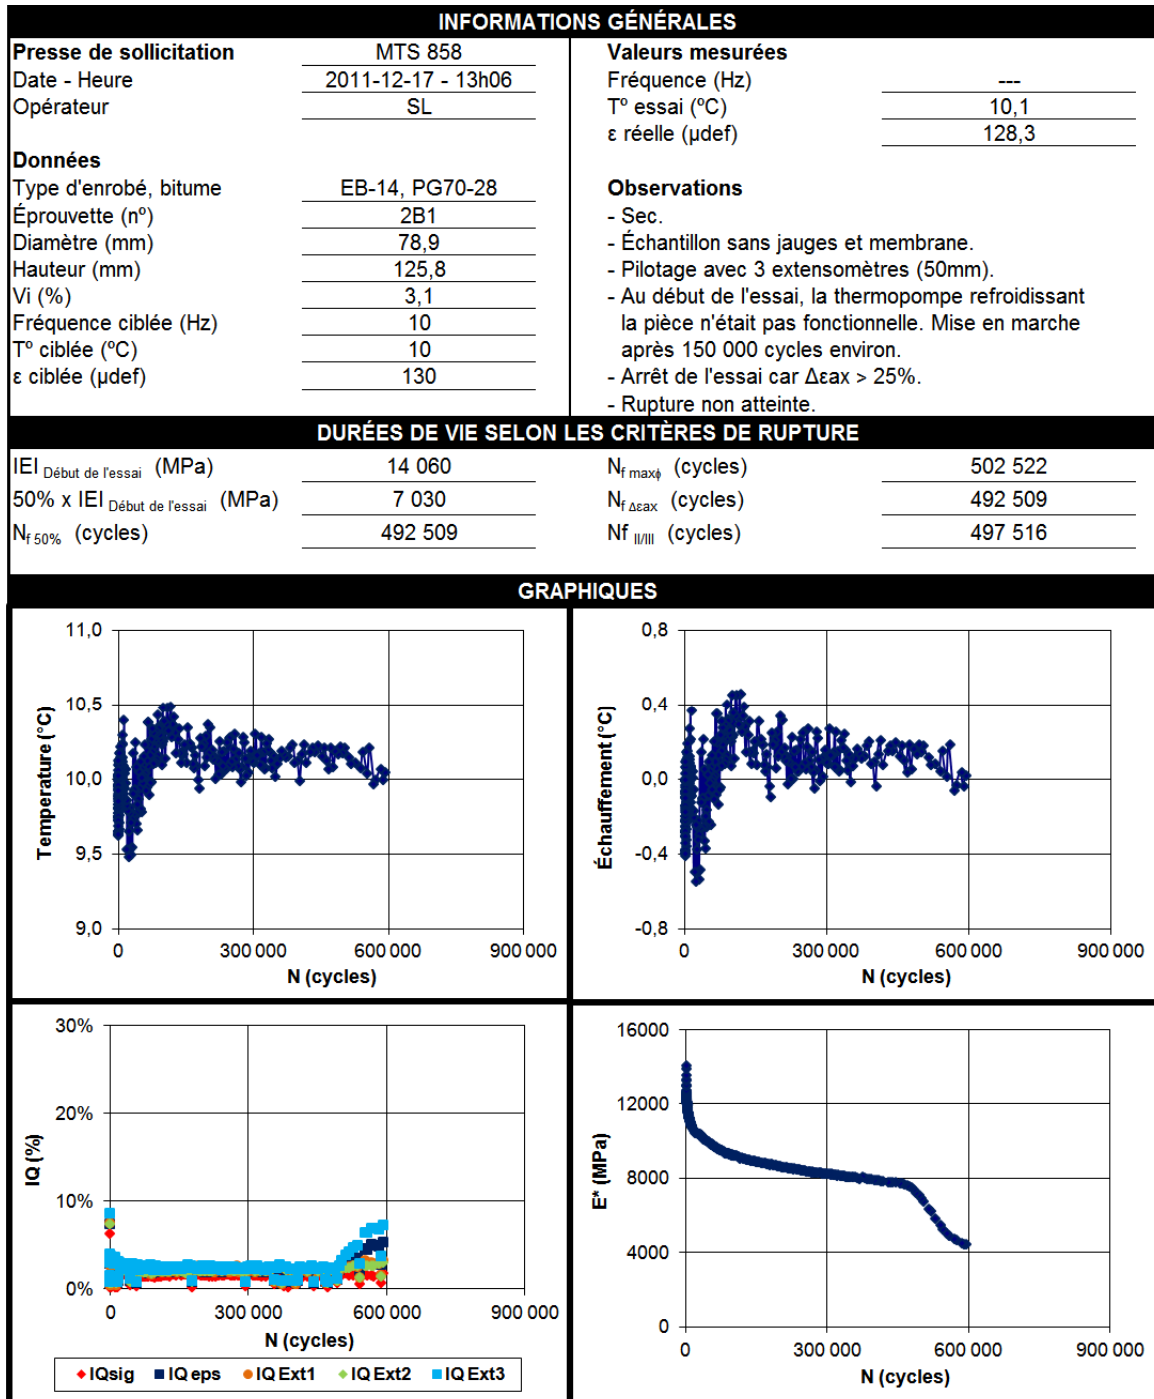 INFORMATIONS GÉNÉRALES
Presse de sollicitation MTS 858
Date - Heure 2011-12-17 - 13h06
Opérateur SL
Données
Type d'enrobé, bitume EB-14, PG70-28
Éprouvette (nº) 2B1
Diamètre (mm) 78,9
Hauteur (mm) 125,8
Vi (%) 3,1
Fréquence ciblée (Hz) 10
Tº ciblée (ºC) 10
ε ciblée (µdef) 130
Valeurs mesurées
Fréquence (Hz) ---
Tº essai (ºC) 10,1
ε réelle (µdef) 128,3
Observations
- Sec.
- Échantillon sans jauges et membrane.
- Pilotage avec 3 extensomètres (50mm).
- Au début de l'essai, la thermopompe refroidissant
la pièce n'était pas fonctionnelle. Mise en marche
après 150 000 cycles environ.
- Arrêt de l'essai car Δεax > 25%.
- Rupture non atteinte.
DURÉES DE VIE SELON LES CRITÈRES DE RUPTURE
IEI Début de l'essai (MPa) 14 060
50% x IEI Début de l'essai (MPa) 7 030
Nf 50% (cycles) 492 509
Nf maxϕ (cycles) 502 522
Nf Δεax (cycles) 492 509
Nf II/III (cycles) 497 516
GRAPHIQUES
11,0
10,5
10,0
9,5
9,0
Temperature (°C)
0 300 000 600 000 900 000
N (cycles)
0,8
0,4
0,0
-0,4
-0,8
Échauffement (°C)
0 300 000 600 000 900 000
N (cycles)
30%
20%
10%
0%
IQ (%)
0 300 000 600 000 900 000
N (cycles)
IQsig IQ eps IQ Ext1 IQ Ext2 IQ Ext3
16000
12000
8000
4000
0
E* (MPa)
0 300 000 600 000 900 000
N (cycles)